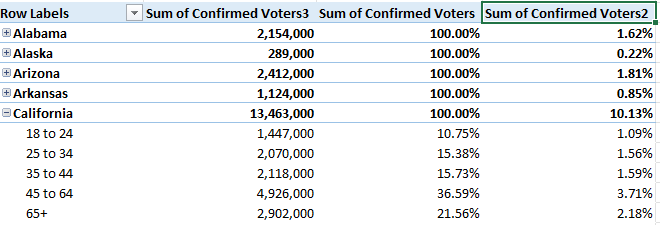 Row Labels Sum of Confirmed Voters3 Sum of Confirmed Voters Sum of Confirmed Voters2
Alabama 2,154,000 100.00% 1.62%
Alaska 289,000 100.00% 0.22%
Arizona 2,412,000 100.00% 1.81%
Arkansas 1,124,000 100.00% 0.85%
California 13,463,000 100.00% 10.13%
18 to 24 1,447,000 10.75% 1.09%
25 to 34 2,070,000 15.38% 1.56%
35 to 44 2,118,000 15.73% 1.59%
45 to 64 4,926,000 36.59% 3.71%
65+ 2,902,000 21.56% 2.18%